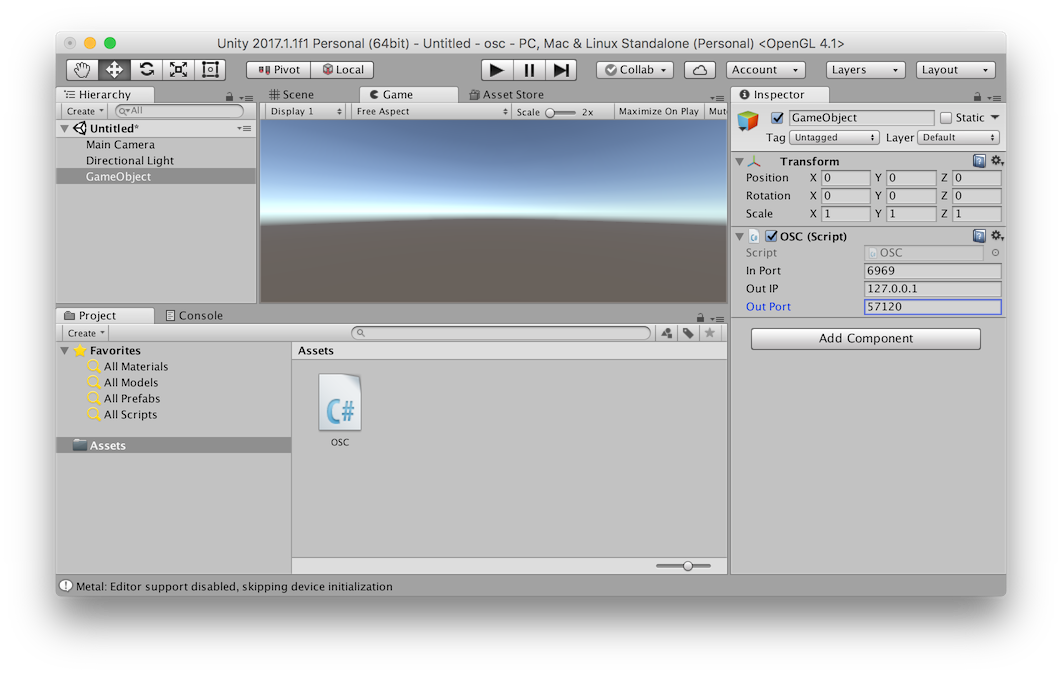 Unity 2017.1.1f1 Personal (64bit) - Untitled - osc - PC, Mac & Linux Standalone (Personal) <OpenGL 4.1>
Pivot Local Collab Account Layers Layout
Hierarchy
Create All
Untitled*
Main Camera
Directional Light
GameObject
Scene Game Asset Store
Display 1 Free Aspect Scale 2x Maximize On Play Mut
Inspector
GameObject Static
Tag Untagged Layer Default
Transform
Position X 0 Y 0 Z 0
Rotation X 0 Y 0 Z 0
Scale X 1 Y 1 Z 1
C# OSC (Script)
Script OSC
In Port 6969
Out IP 127.0.0.1
Out Port 57120
Add Component
Project Console
Create
Favorites
All Materials
All Models
All Prefabs
All Scripts
Assets
Assets
C#
OSC
Metal: Editor support disabled, skipping device initialization